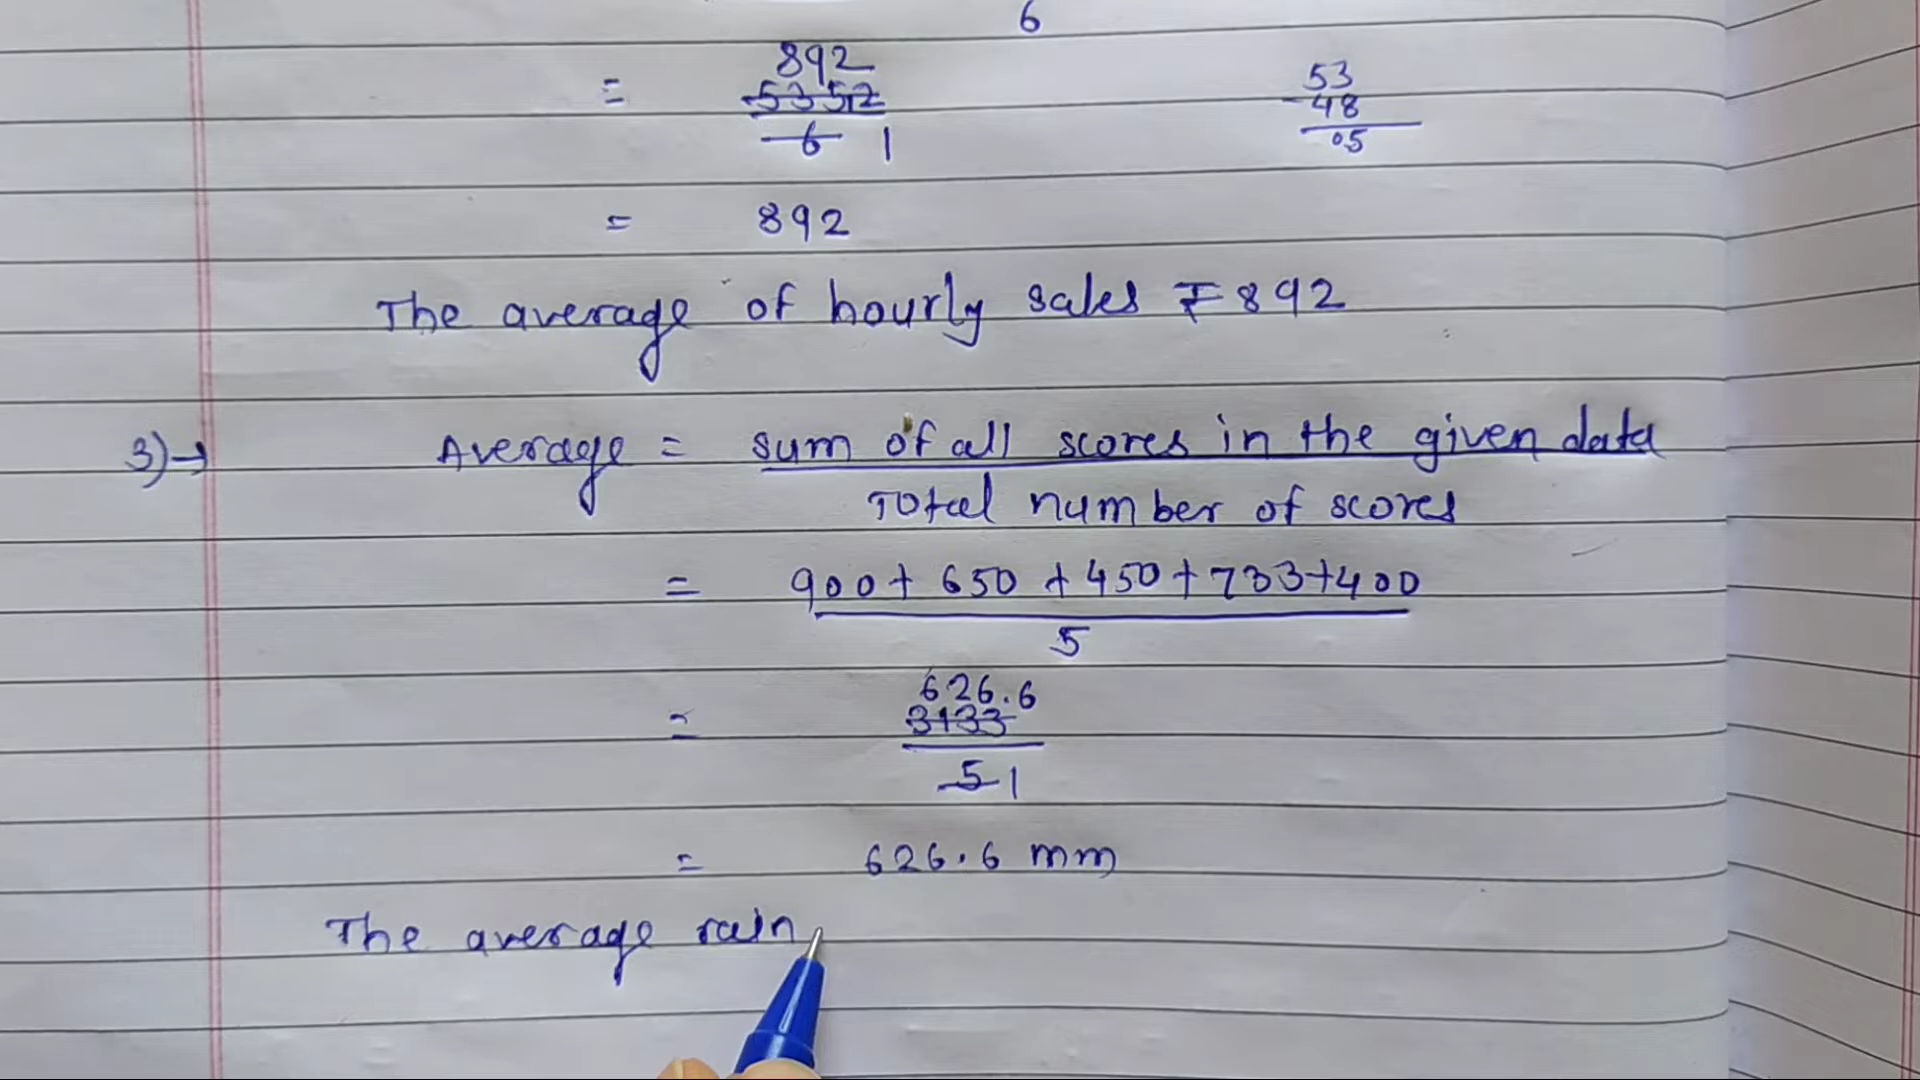 6
892
= 5352
6 1
53
- 48
05
= 892
The average of hourly sales ₹892
3)→ Average = sum of all scores in the given data
Total number of scores
= 900+ 650 + 450+ 733+400
5
626.6
= 3133
5 1
= 626.6 mm
The average rain